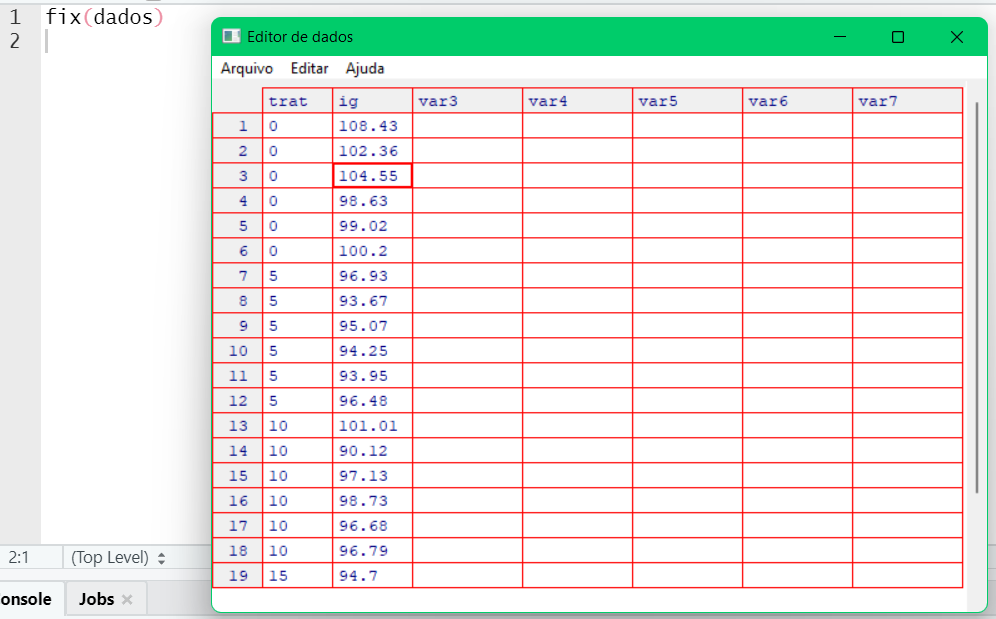 1 fix(dados)
2
Editor de dados
Arquivo Editar Ajuda
trat ig var3 var4 var5 var6 var7
1 0 108.43
2 0 102.36
3 0 104.55
4 0 98.63
5 0 99.02
6 0 100.2
7 5 96.93
8 5 93.67
9 5 95.07
10 5 94.25
11 5 93.95
12 5 96.48
13 10 101.01
14 10 90.12
15 10 97.13
16 10 98.73
17 10 96.68
18 10 96.79
19 15 94.7
2:1 (Top Level)
onsole Jobs